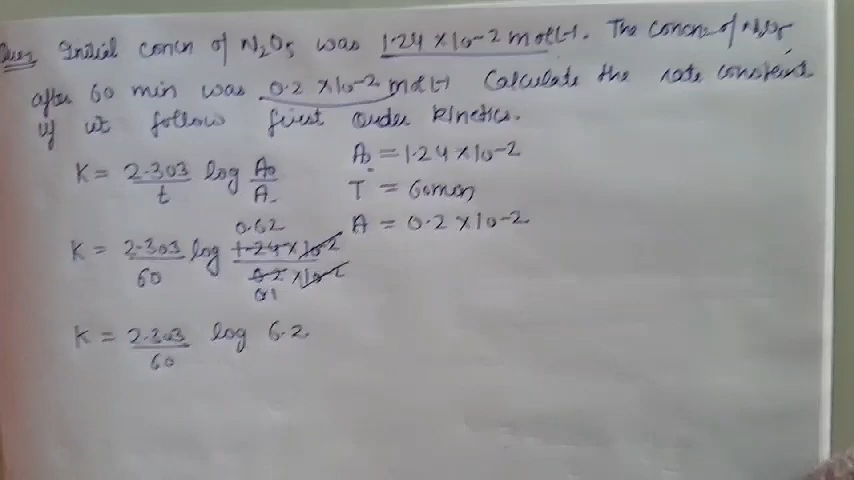 Ques Initial concn of N2O5 was 1.24 × 10-2 mol L-1. The concn of N2O5
after 60 min was 0.2 × 10-2 mol L-1 Calculate the rate constant
if it follow first order kinetics.
K = 2.303/t log A0/A
A0 = 1.24 × 10-2
T = 60 min
A = 0.2 × 10-2
0.62
K = 2.303/60 log 1.24 × 10-2/0.2 × 10-2
0.1
K = 2.303/60 log 6.2